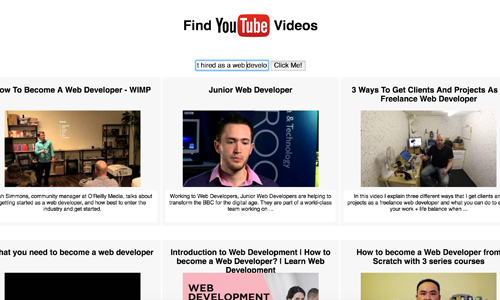 Find YouTube Videos
t hired as a web develo Click Me!
ow To Become A Web Developer - WIMP
Junior Web Developer
3 Ways To Get Clients And Projects As
Freelance Web Developer
sh Simmons, community manager at O'Reilly Media, talks about
getting started as a web developer, and how best to enter the
industry and get started.
Working to Web Developers, Junior Web Developers are helping to
transform the BBC for the digital age. They are part of a world-class
team working on ...
In this video I explain three different ways that I get clients an
projects as a freelance web developer and what you can do to
your work + life balance when ...
hat you need to become a web developer
Introduction to Web Development | How to
become a Web Developer? | Learn Web
Development
How to become a Web Developer from
Scratch with 3 series courses
WEB
DEVELOPMENT
& Technology